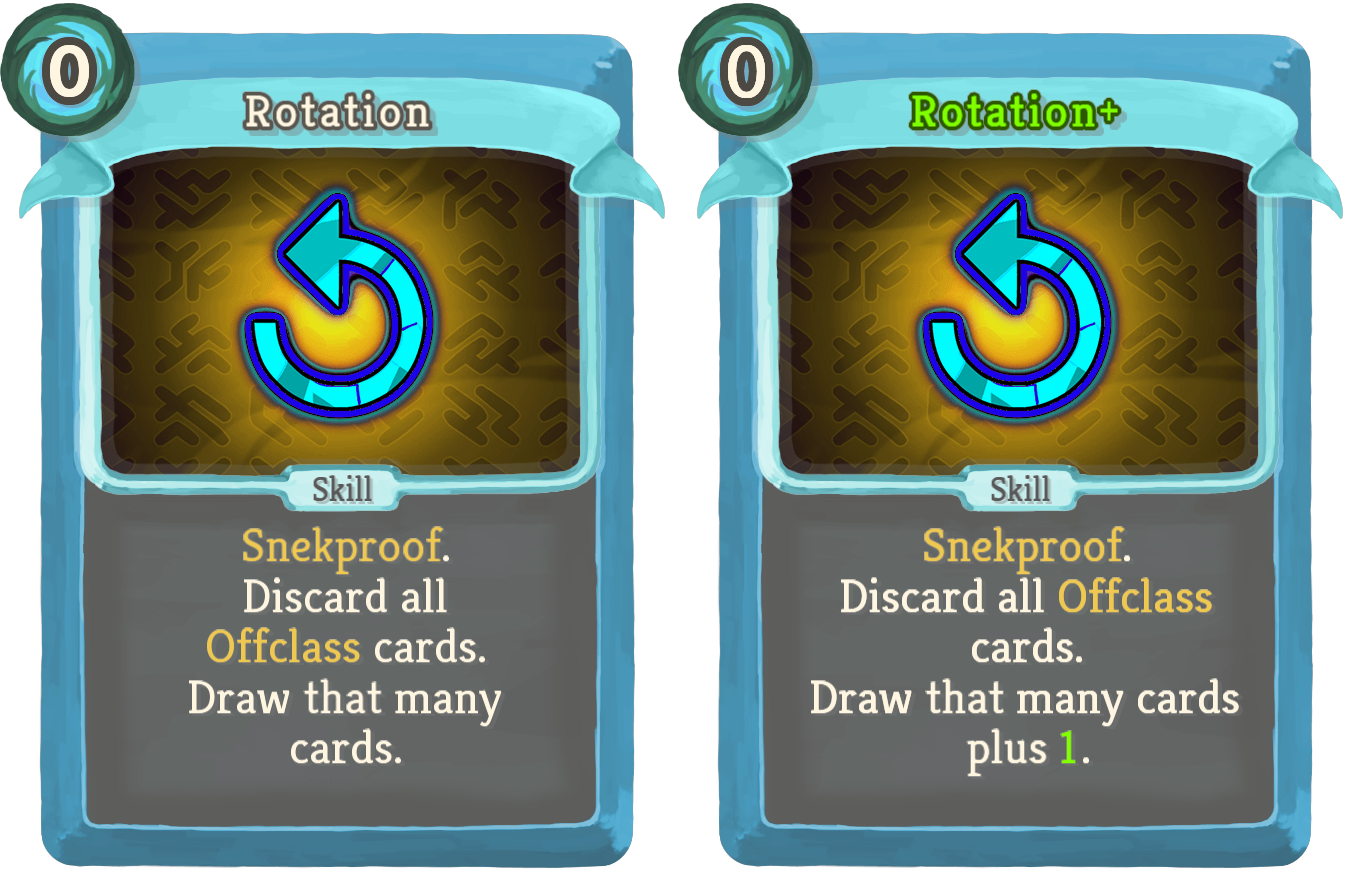 0
Rotation
Skill
Snekproof.
Discard all
Offclass cards.
Draw that many
cards.
0
Rotation+
Skill
Snekproof.
Discard all Offclass
cards.
Draw that many cards
plus 1.